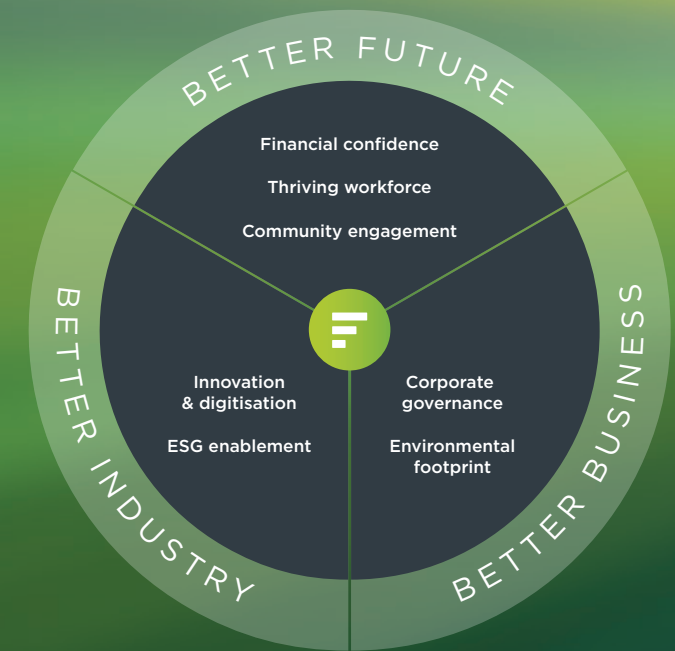 BETTER FUTURE
Financial confidence
Thriving workforce
Community engagement
BETTER INDUSTRY
Innovation
& digitisation
ESG enablement
BETTER BUSINESS
Corporate
governance
Environmental
footprint